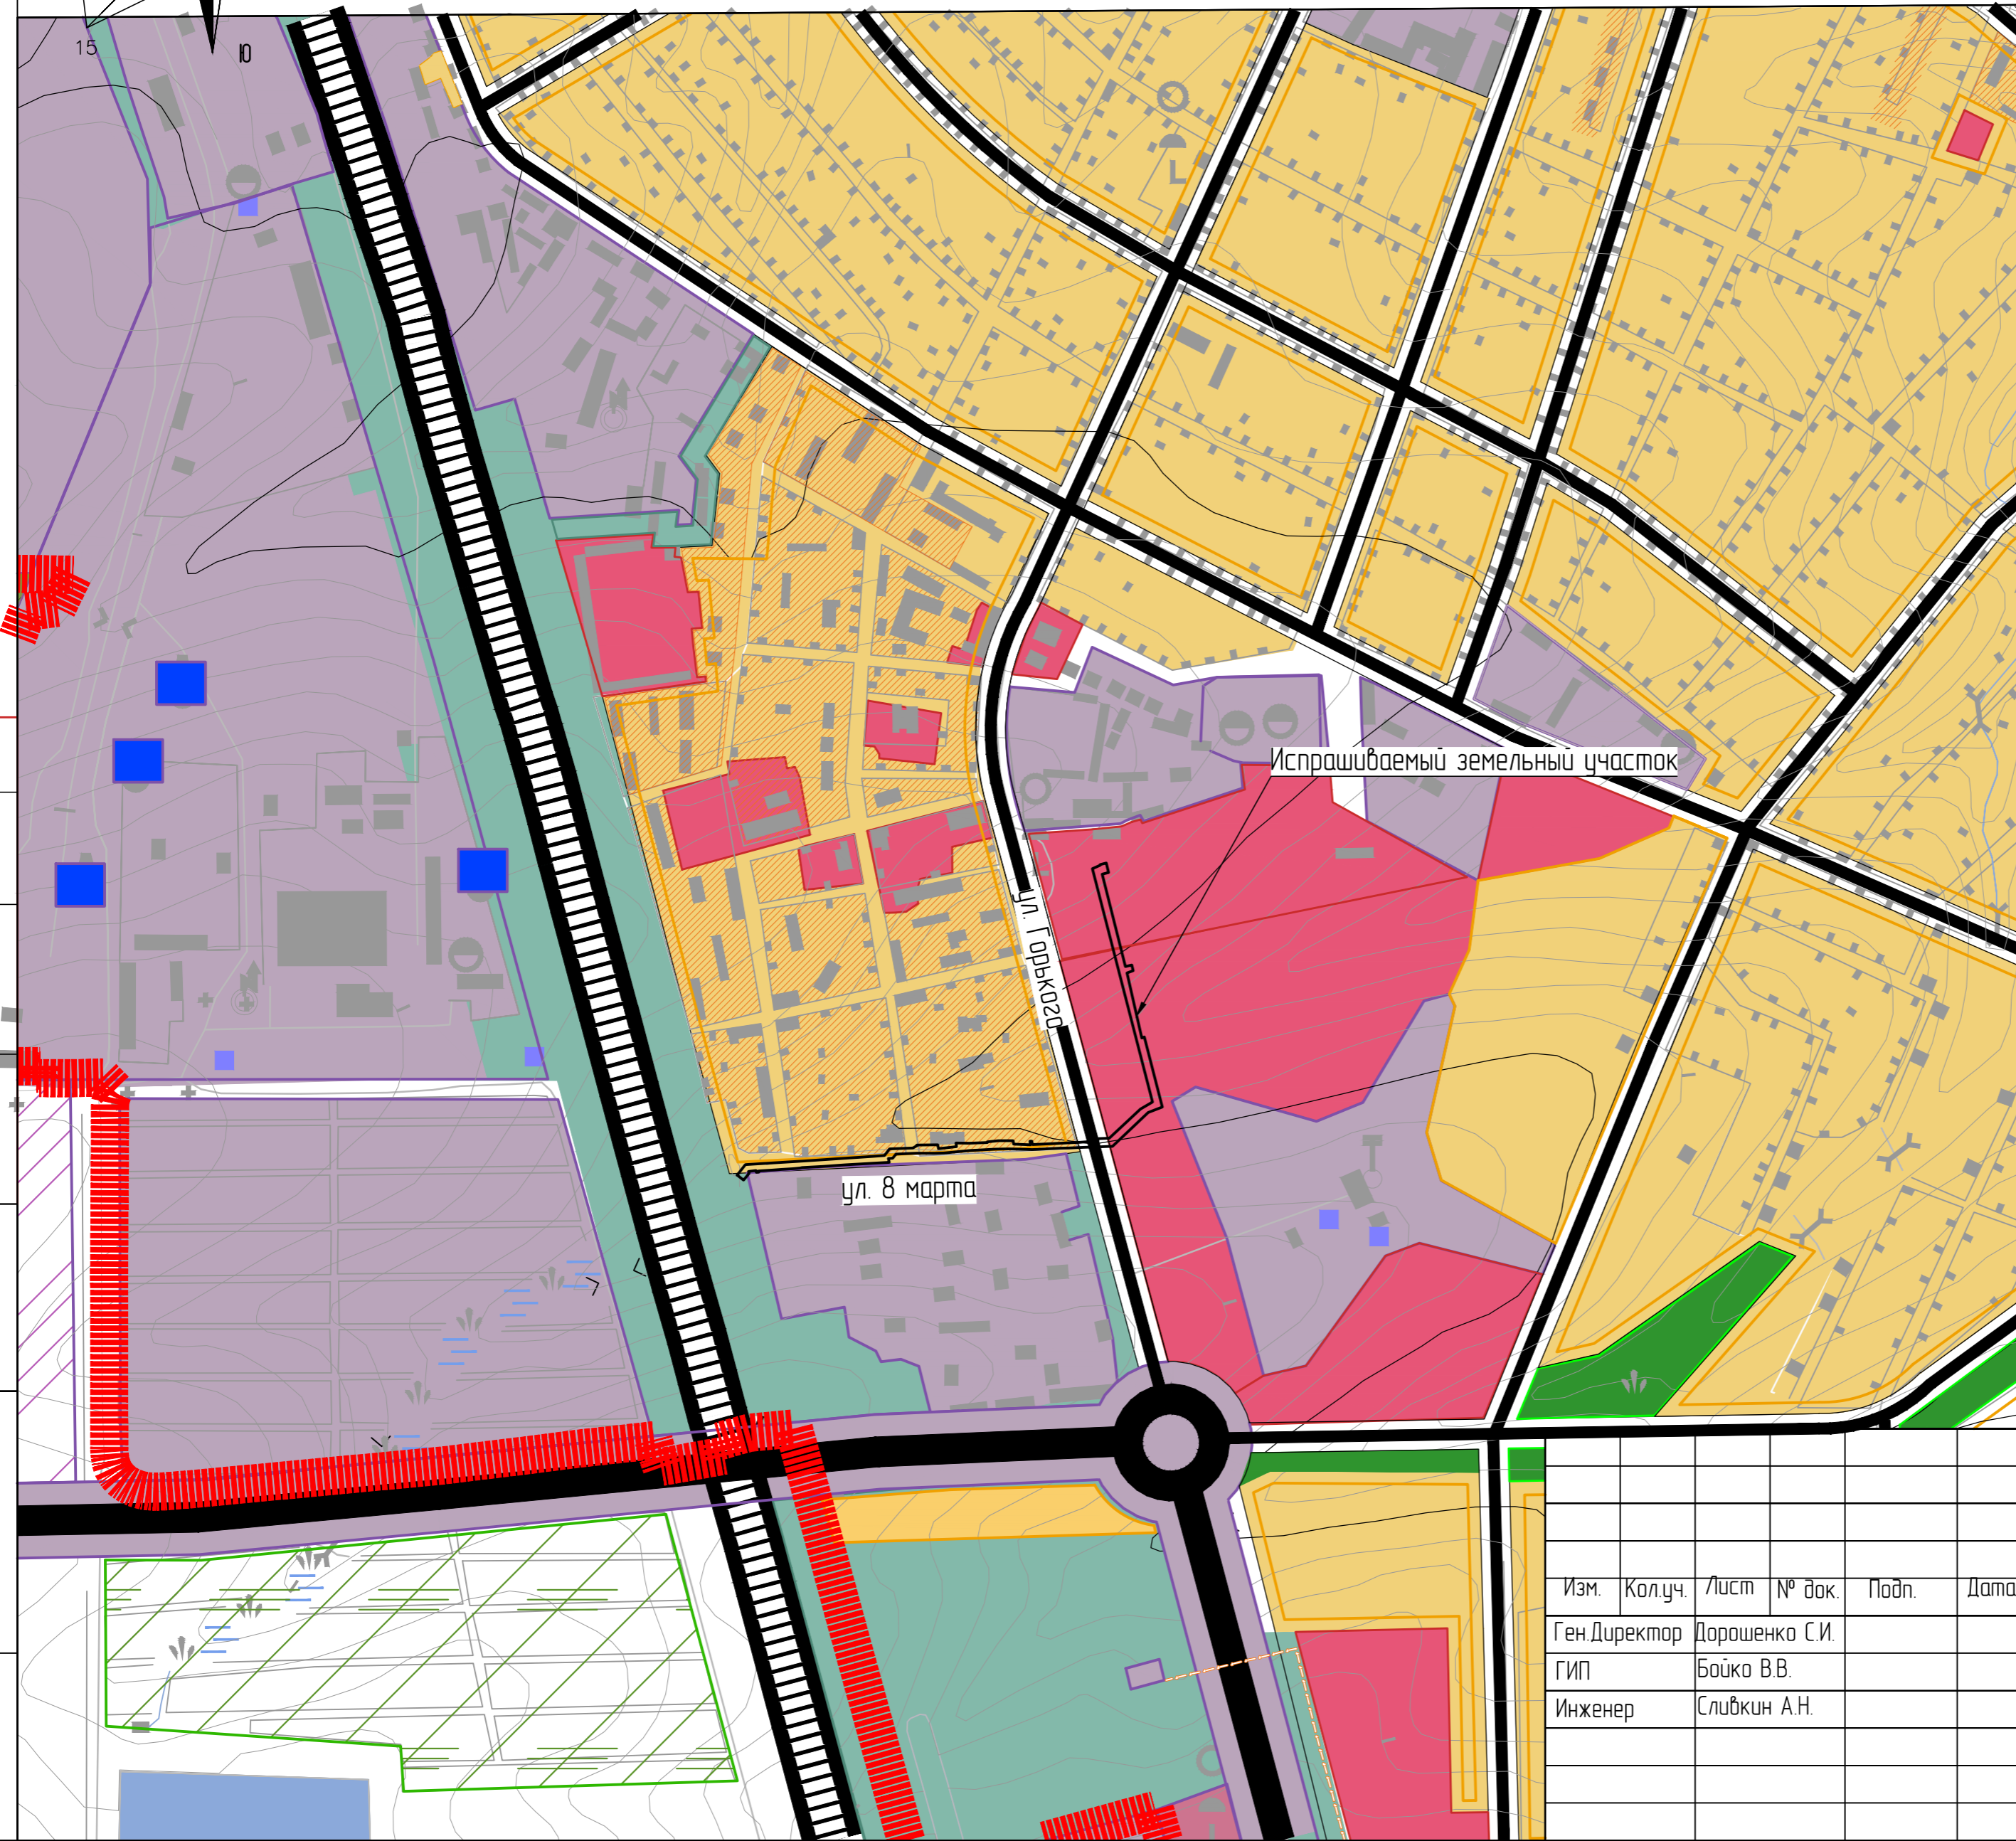 15
Ю
Испрашиваемый земельный участок
ул. Горького
ул. 8 марта
Изм. Кол.уч. Лист № док. Подп. Дата
Ген.Директор Дорошенко С.И.
ГИП Бойко В.В.
Инженер Сливкин А.Н.